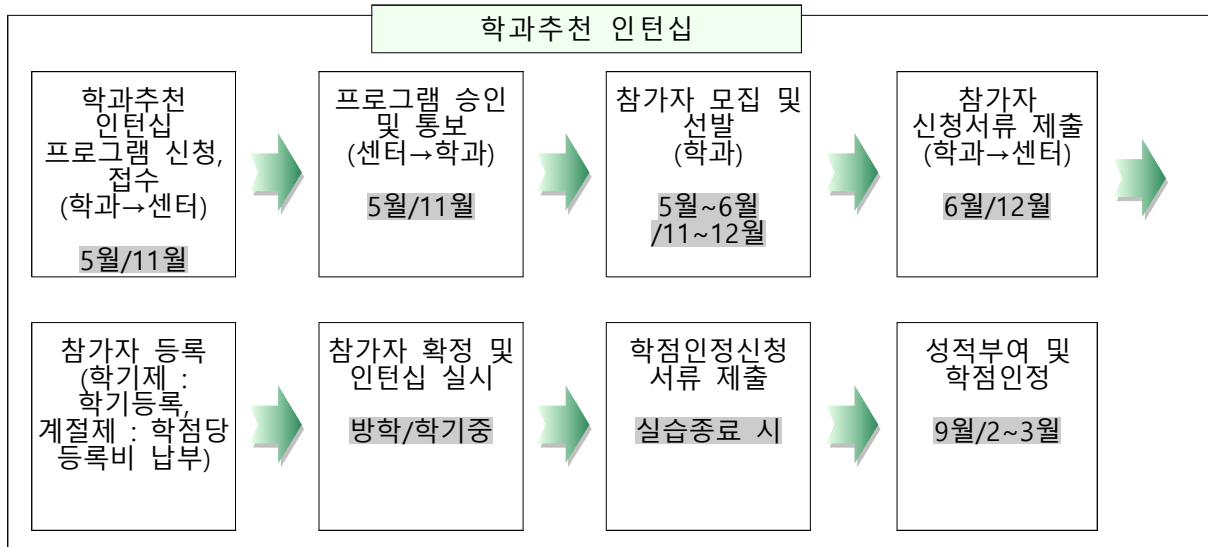 학과추천 인턴십
학과추천
인턴십
프로그램 신청,
접수
(학과→센터)
5월/11월
프로그램 승인
및 통보
(센터→학과)
5월/11월
참가자 모집 및
선발
(학과)
5월~6월
/11~12월
참가자
신청서류 제출
(학과→센터)
6월/12월
참가자 등록
(학기제 :
학기등록,
계절제 : 학점당
등록비 납부)
참가자 확정 및
인턴십 실시
방학/학기중
학점인정신청
서류 제출
실습종료 시
성적부여 및
학점인정
9월/2~3월